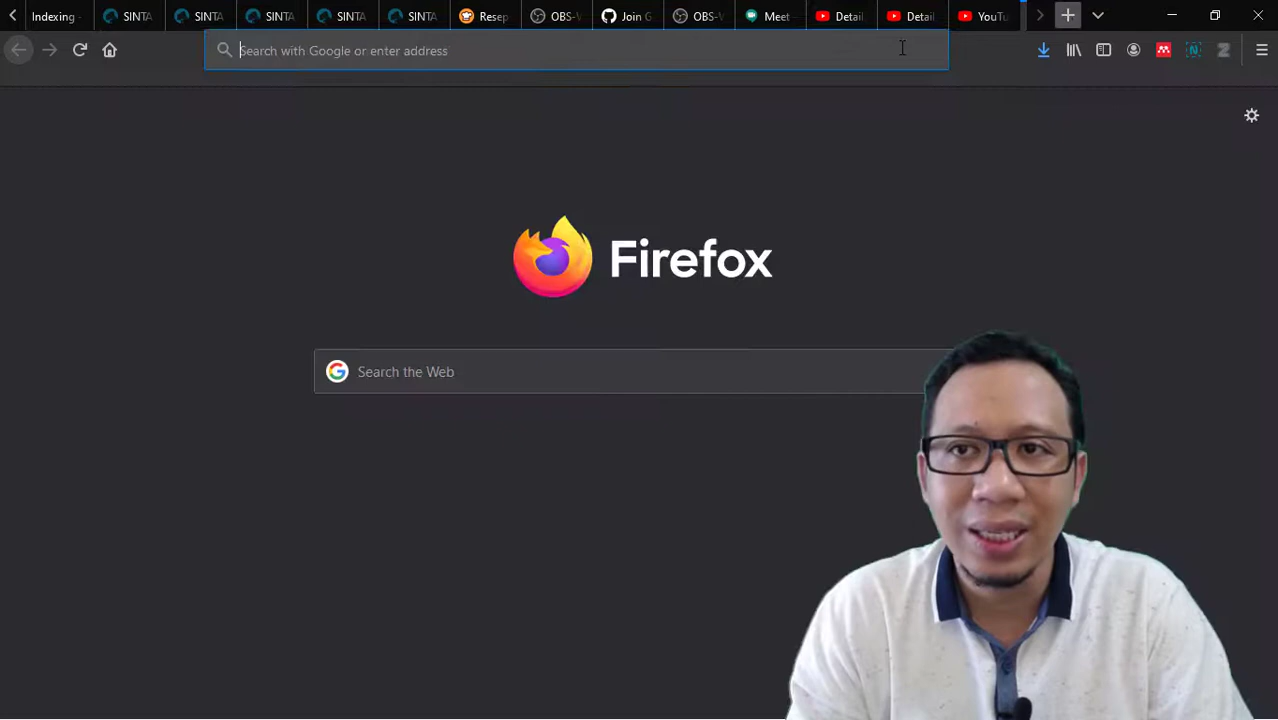 Indexing - SINTA SINTA SINTA SINTA SINTA Resep OBS-V Join G OBS-V Meet - Detail Detail YouTu
Search with Google or enter address
Firefox
Search the Web